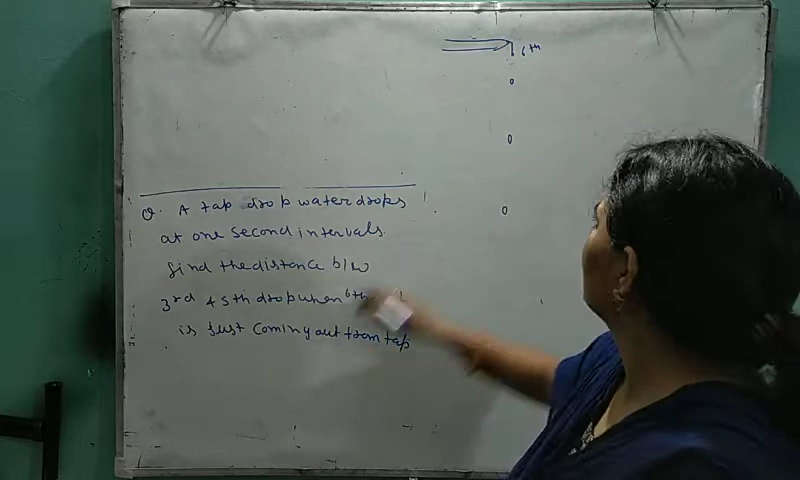 6th
Q. A tap drop water drops
at one second intervals.
find the distance b/w
3rd & 5th drop when 6th
is just coming out from tap